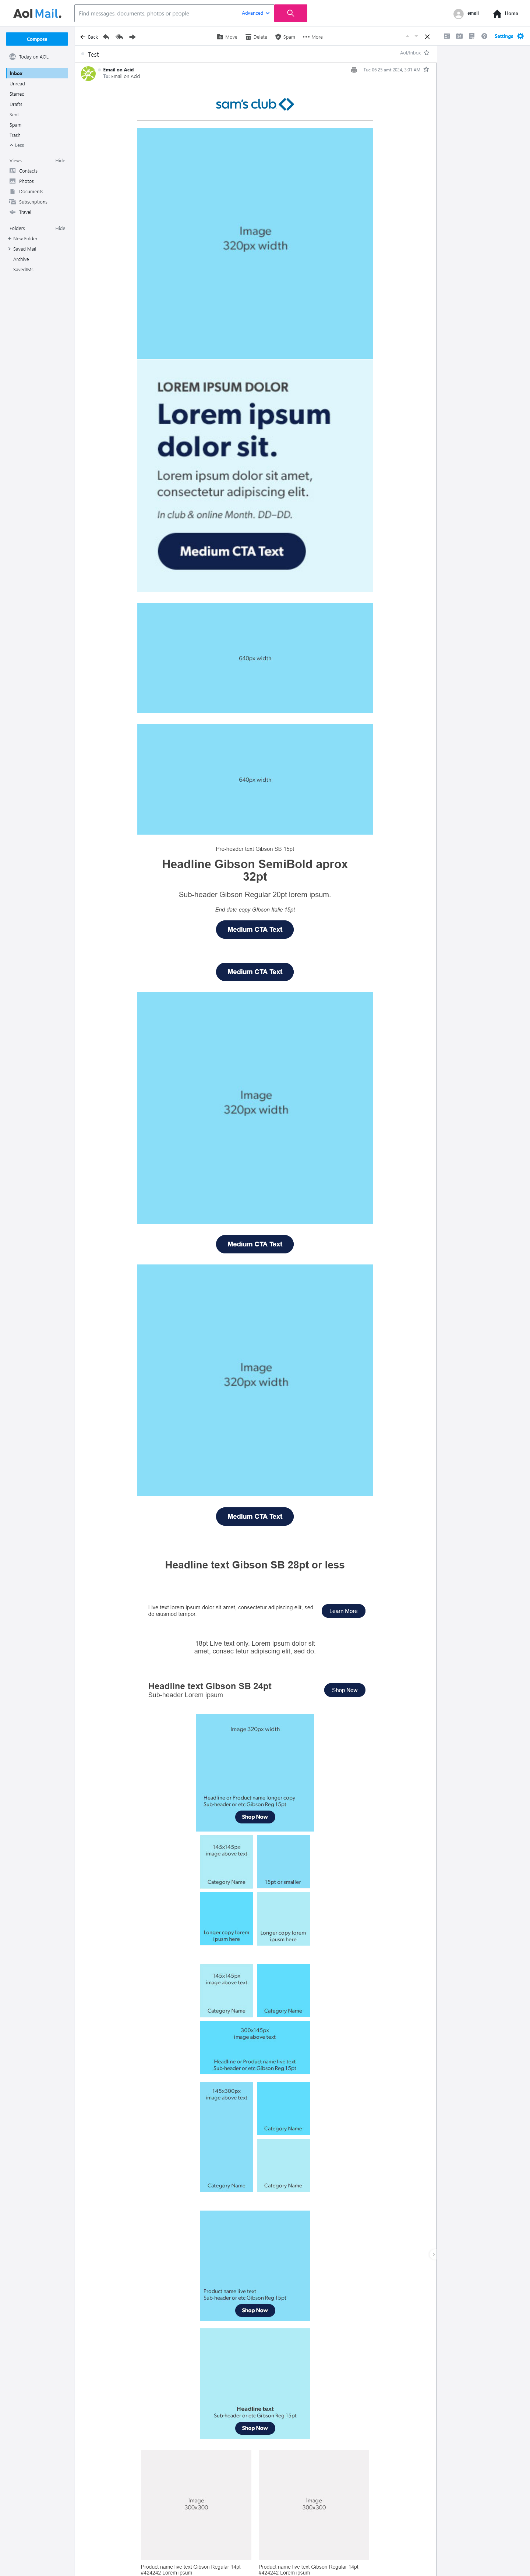 Aol Mail.
Find messages, documents, photos or people
Advanced
email
Home
Compose
Back
Move
Delete
Spam
More
Settings
Today on AOL
Test
Aol/Inbox
Inbox
Unread
Starred
Drafts
Sent
Spam
Trash
Less
Views
Hide
Contacts
Photos
Documents
Subscriptions
Travel
Folders
Hide
New Folder
Saved Mail
Archive
SavedIMs
Email on Acid
To: Email on Acid
sam's club
Image
320px width
LOREM IPSUM DOLOR
Lorem ipsum
dolor sit.
Lorem ipsum dolor sit amet,
consectetur adipiscing elit.
In club & online Month. DD–DD.
Medium CTA Text
640px width
640px width
Pre-header text Gibson SB 15pt
Headline Gibson SemiBold aprox
32pt
Sub-header Gibson Regular 20pt lorem ipsum.
End date copy Gibson Italic 15pt
Medium CTA Text
Medium CTA Text
Image
320px width
Medium CTA Text
Image
320px width
Medium CTA Text
Headline text Gibson SB 28pt or less
Live text lorem ipsum dolor sit amet, consectetur adipiscing elit, sed
do eiusmod tempor.
Learn More
18pt Live text only. Lorem ipsum dolor sit
amet, consec tetur adipiscing elit, sed do.
Headline text Gibson SB 24pt
Sub-header Lorem ipsum
Shop Now
Image 320px width
Headline or Product name longer copy
Sub-header or etc Gibson Reg 15pt
Shop Now
145x145px
image above text
Category Name
15pt or smaller
Longer copy lorem
ipusm here
Longer copy lorem
ipusm here
145x145px
image above text
Category Name
Category Name
300x145px
image above text
Headline or Product name live text
Sub-header or etc Gibson Reg 15pt
145x300px
image above text
Category Name
Category Name
Category Name
Product name live text
Sub-header or etc Gibson Reg 15pt
Shop Now
Headline text
Sub-header or etc Gibson Reg 15pt
Shop Now
Image
300x300
Image
300x300
Product name live text Gibson Regular 14pt
#424242 Lorem ipsum
Product name live text Gibson Regular 14pt
#424242 Lorem ipsum